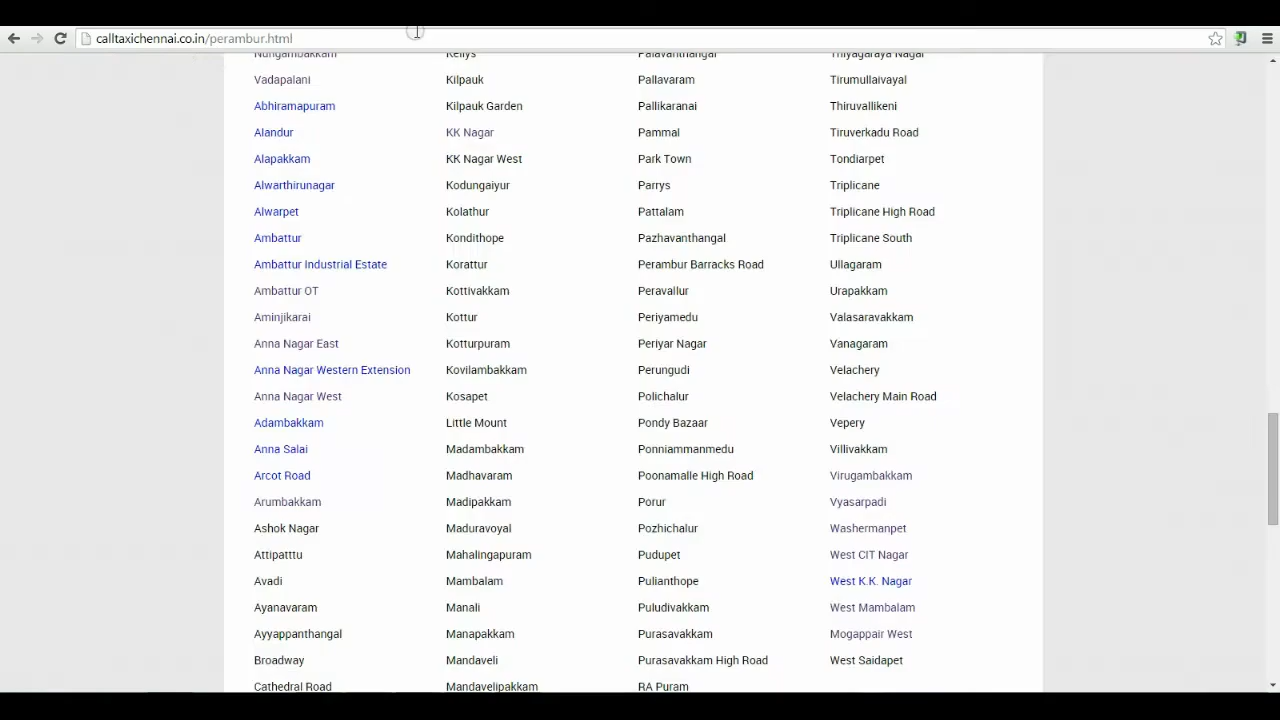 calltaxichennai.co.in/perambur.html
Nungambakkam Kellys Palavanthangal Thiyagaraya Nagar
Vadapalani Kilpauk Pallavaram Tirumullaivayal
Abhiramapuram Kilpauk Garden Pallikaranai Thiruvallikeni
Alandur KK Nagar Pammal Tiruverkadu Road
Alapakkam KK Nagar West Park Town Tondiarpet
Alwarthirunagar Kodungaiyur Parrys Triplicane
Alwarpet Kolathur Pattalam Triplicane High Road
Ambattur Kondithope Pazhavanthangal Triplicane South
Ambattur Industrial Estate Korattur Perambur Barracks Road Ullagaram
Ambattur OT Kottivakkam Peravallur Urapakkam
Aminjikarai Kottur Periyamedu Valasaravakkam
Anna Nagar East Kotturpuram Periyar Nagar Vanagaram
Anna Nagar Western Extension Kovilambakkam Perungudi Velachery
Anna Nagar West Kosapet Polichalur Velachery Main Road
Adambakkam Little Mount Pondy Bazaar Vepery
Anna Salai Madambakkam Ponniammanmedu Villivakkam
Arcot Road Madhavaram Poonamalle High Road Virugambakkam
Arumbakkam Madipakkam Porur Vyasarpadi
Ashok Nagar Maduravoyal Pozhichalur Washermanpet
Attipatttu Mahalingapuram Pudupet West CIT Nagar
Avadi Mambalam Pulianthope West K.K. Nagar
Ayanavaram Manali Puludivakkam West Mambalam
Ayyappanthangal Manapakkam Purasavakkam Mogappair West
Broadway Mandaveli Purasavakkam High Road West Saidapet
Cathedral Road Mandavelipakkam RA Puram